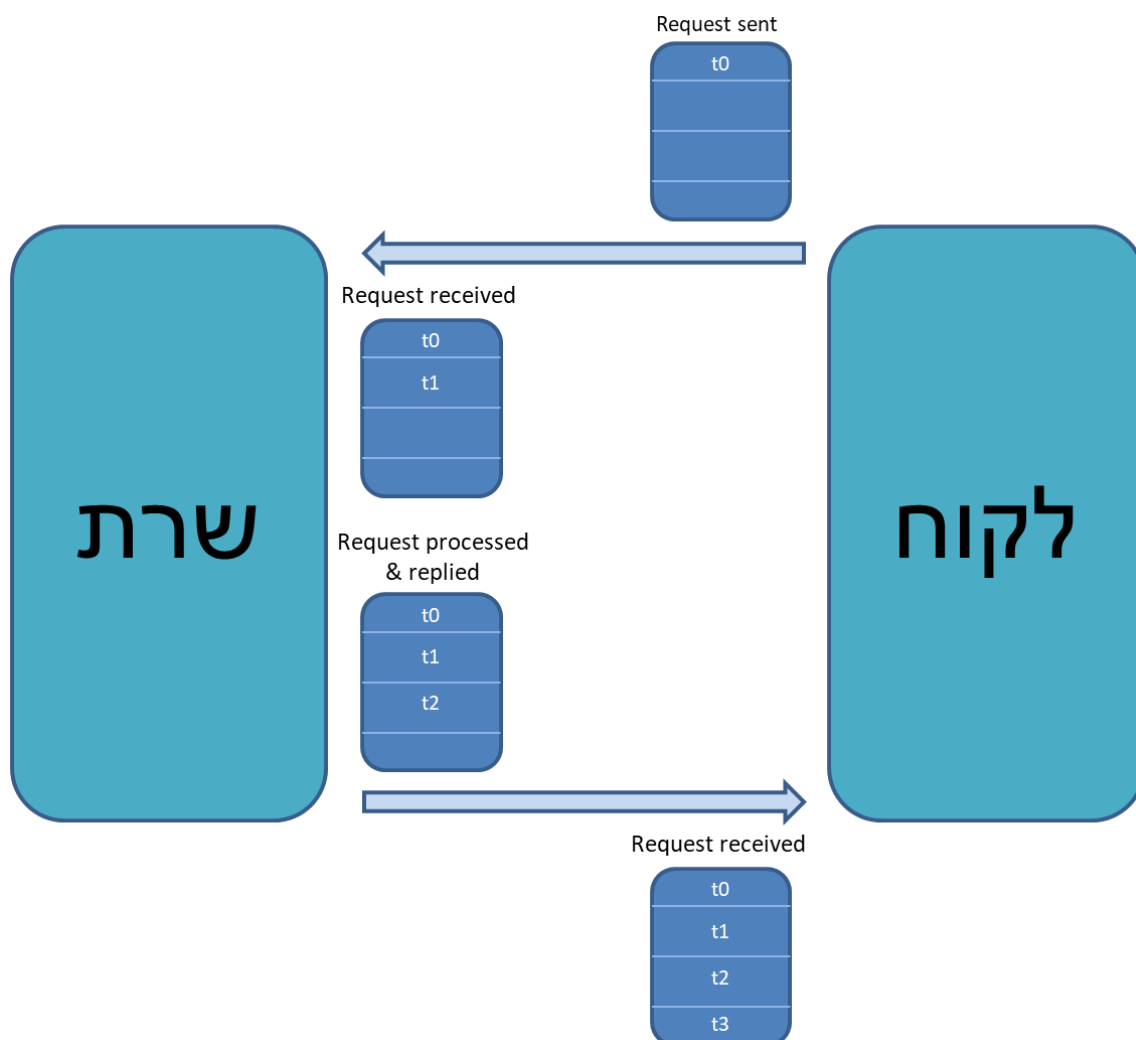 Request sent
t0
Request received
t0
t1
שרת
לקוח
Request processed
& replied
t0
t1
t2
Request received
t0
t1
t2
t3